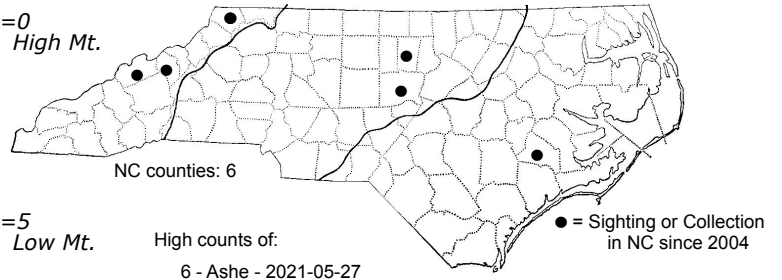 =0
High Mt.
NC counties: 6
=5
Low Mt.
High counts of:
6 - Ashe - 2021-05-27
● = Sighting or Collection
in NC since 2004